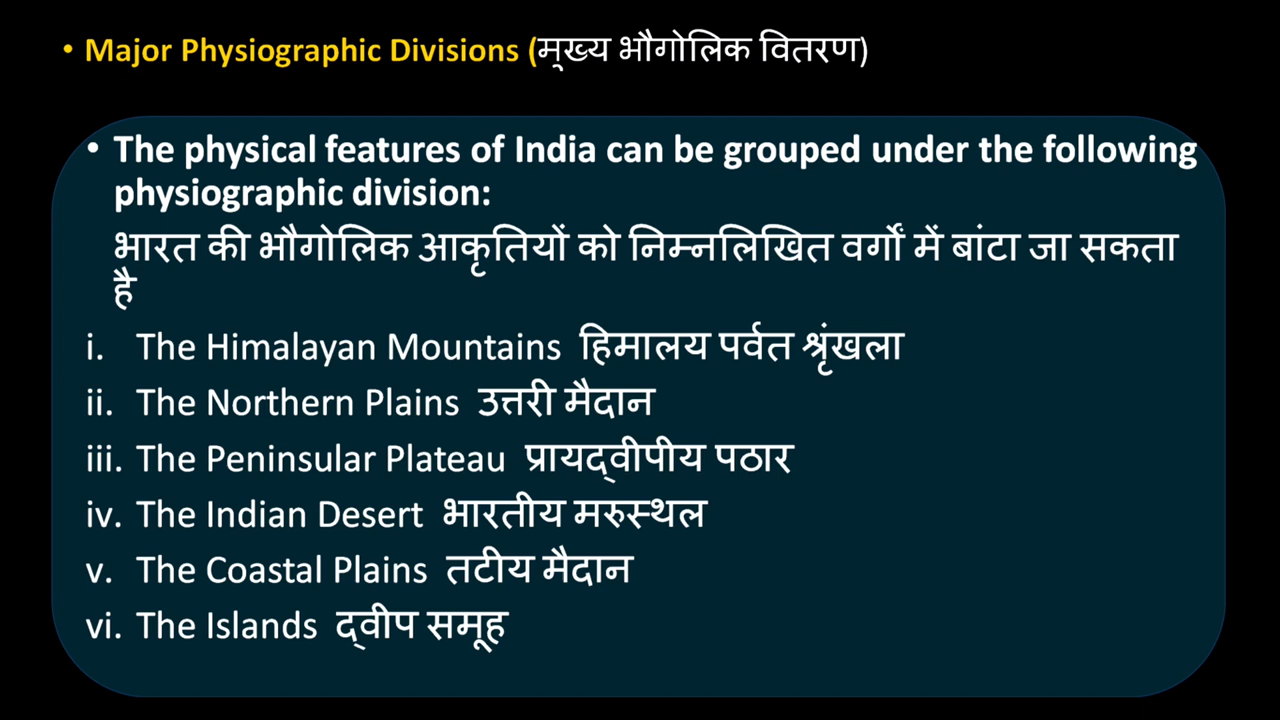 • Major Physiographic Divisions (मुख्य भौगोलिक वितरण)
• The physical features of India can be grouped under the following
physiographic division:
भारत की भौगोलिक आकृतियों को निम्नलिखित वर्गों में बांटा जा सकता
है
i. The Himalayan Mountains हिमालय पर्वत श्रृंखला
ii. The Northern Plains उत्तरी मैदान
iii. The Peninsular Plateau प्रायद्वीपीय पठार
iv. The Indian Desert भारतीय मरुस्थल
v. The Coastal Plains तटीय मैदान
vi. The Islands द्वीप समूह